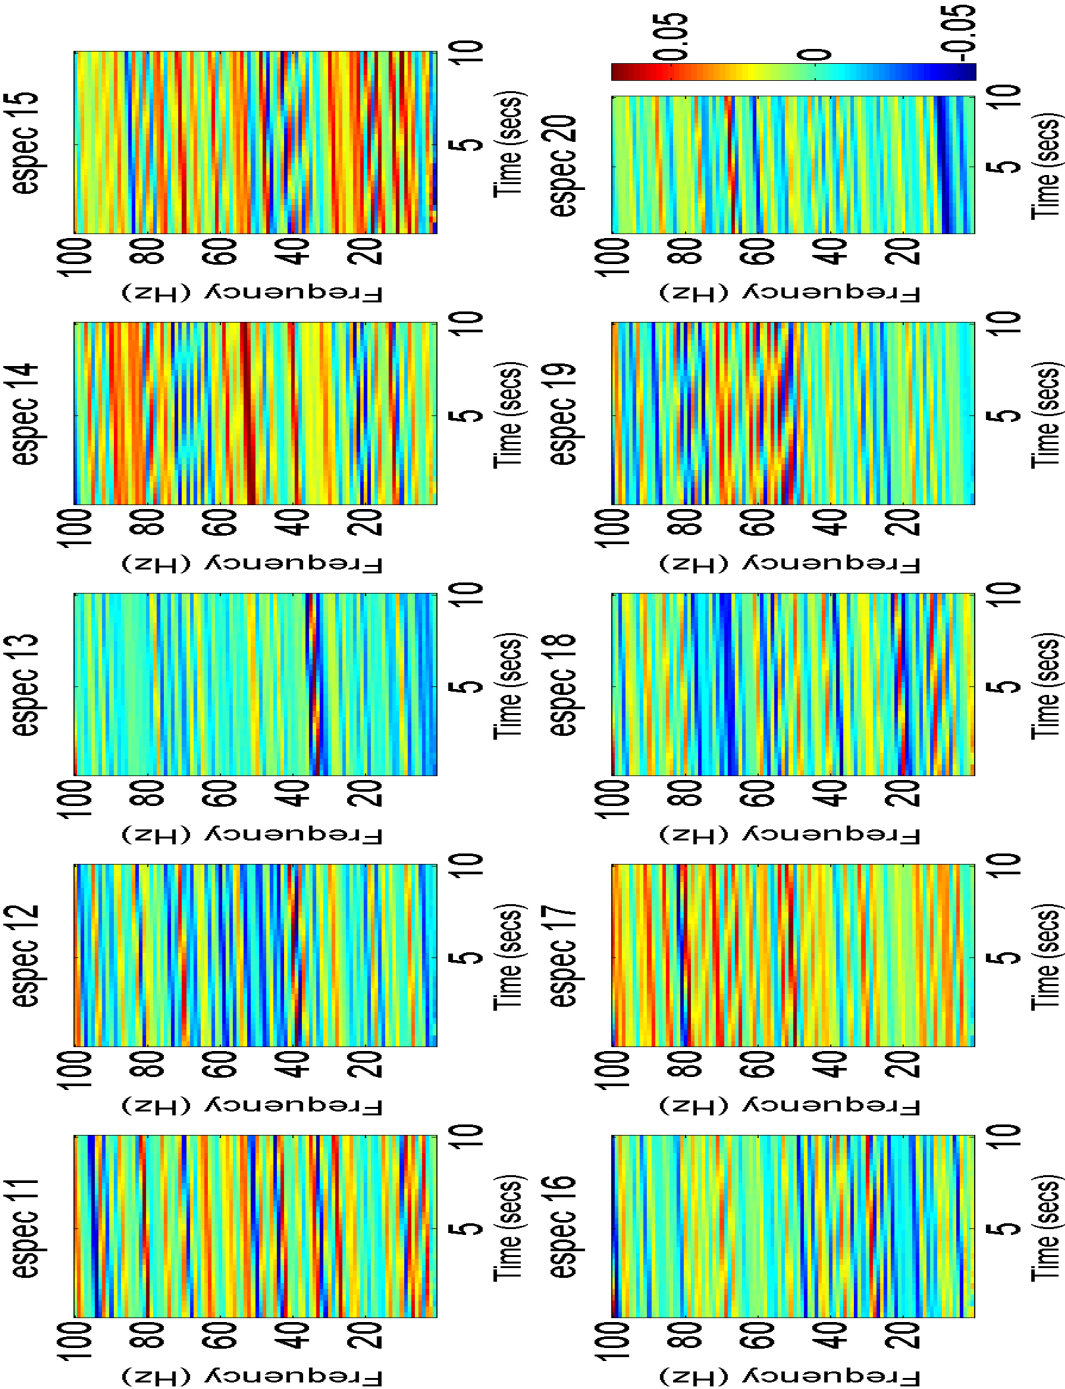 espec 11
Frequency (Hz)
100
80
60
40
20
5 10
Time (secs)
espec 12
Frequency (Hz)
100
80
60
40
20
5 10
Time (secs)
espec 13
Frequency (Hz)
100
80
60
40
20
5 10
Time (secs)
espec 14
Frequency (Hz)
100
80
60
40
20
5 10
Time (secs)
espec 15
Frequency (Hz)
100
80
60
40
20
5 10
Time (secs)
espec 16
Frequency (Hz)
100
80
60
40
20
5 10
Time (secs)
espec 17
Frequency (Hz)
100
80
60
40
20
5 10
Time (secs)
espec 18
Frequency (Hz)
100
80
60
40
20
5 10
Time (secs)
espec 19
Frequency (Hz)
100
80
60
40
20
5 10
Time (secs)
espec 20
Frequency (Hz)
100
80
60
40
20
5 10
Time (secs)
0.05
0
-0.05